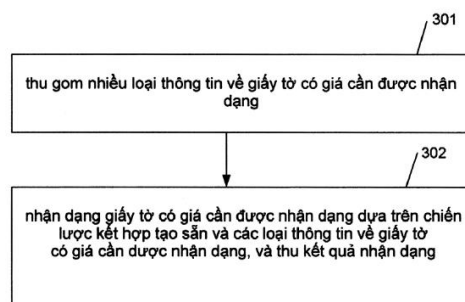 301
thu gom nhiều loại thông tin về giấy tờ có giá cần được nhận
dạng
302
nhận dạng giấy tờ có giá cần được nhận dạng dựa trên chiến
lược kết hợp tạo sẵn và các loại thông tin về giấy tờ
có giá cần dược nhận dạng, và thu kết quả nhận dạng